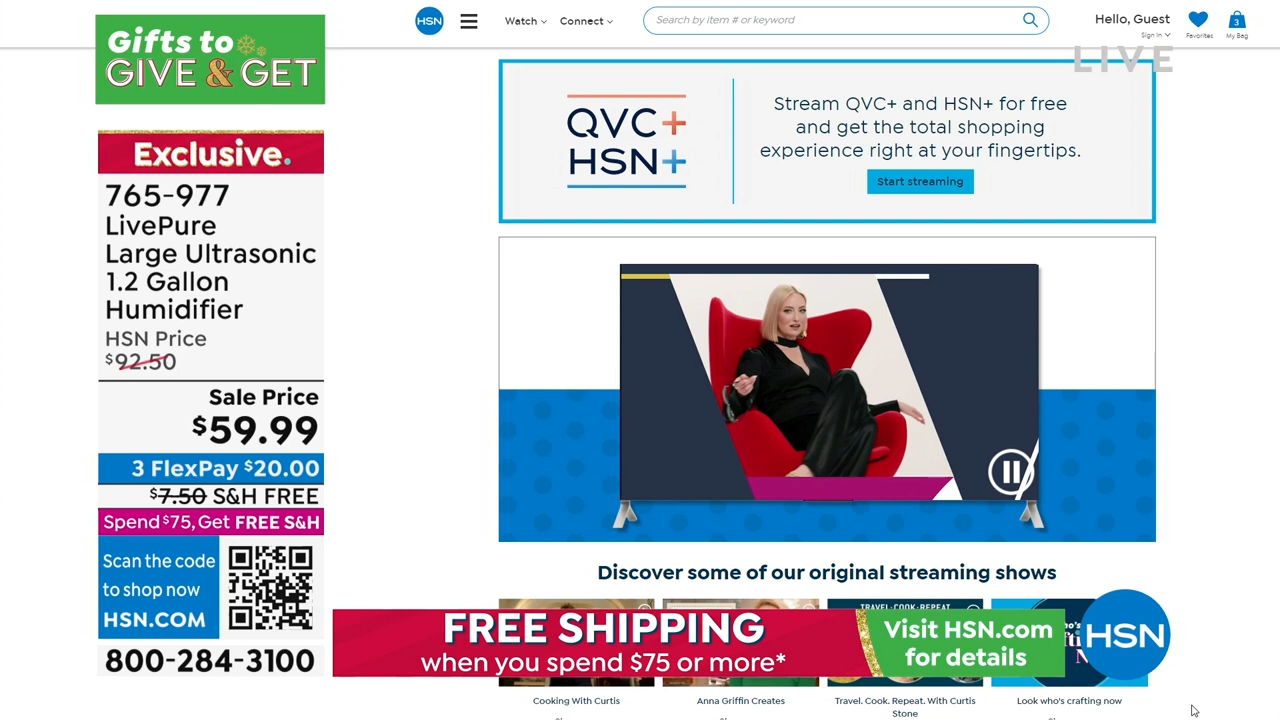 Gifts to
GIVE & GET
Exclusive.
765-977
LivePure
Large Ultrasonic
1.2 Gallon
Humidifier
HSN Price
$92.50
Sale Price
$59.99
3 FlexPay $20.00
$7.50 S&H FREE
Spend $75, Get FREE S&H
Scan the code
to shop now
HSN.COM
800-284-3100
HSN
Watch
Connect
Search by item # or keyword
Hello, Guest
Sign in
Favorites
3
My Bag
LIVE
QVC+
HSN+
Stream QVC+ and HSN+ for free
and get the total shopping
experience right at your fingertips.
Start streaming
Discover some of our original streaming shows
TRAVEL·COOK·REPEAT
FREE SHIPPING
when you spend $75 or more*
Visit HSN.com
for details
HSN
Cooking With Curtis
Anna Griffin Creates
Travel. Cook. Repeat. With Curtis
Stone
Look who's crafting now